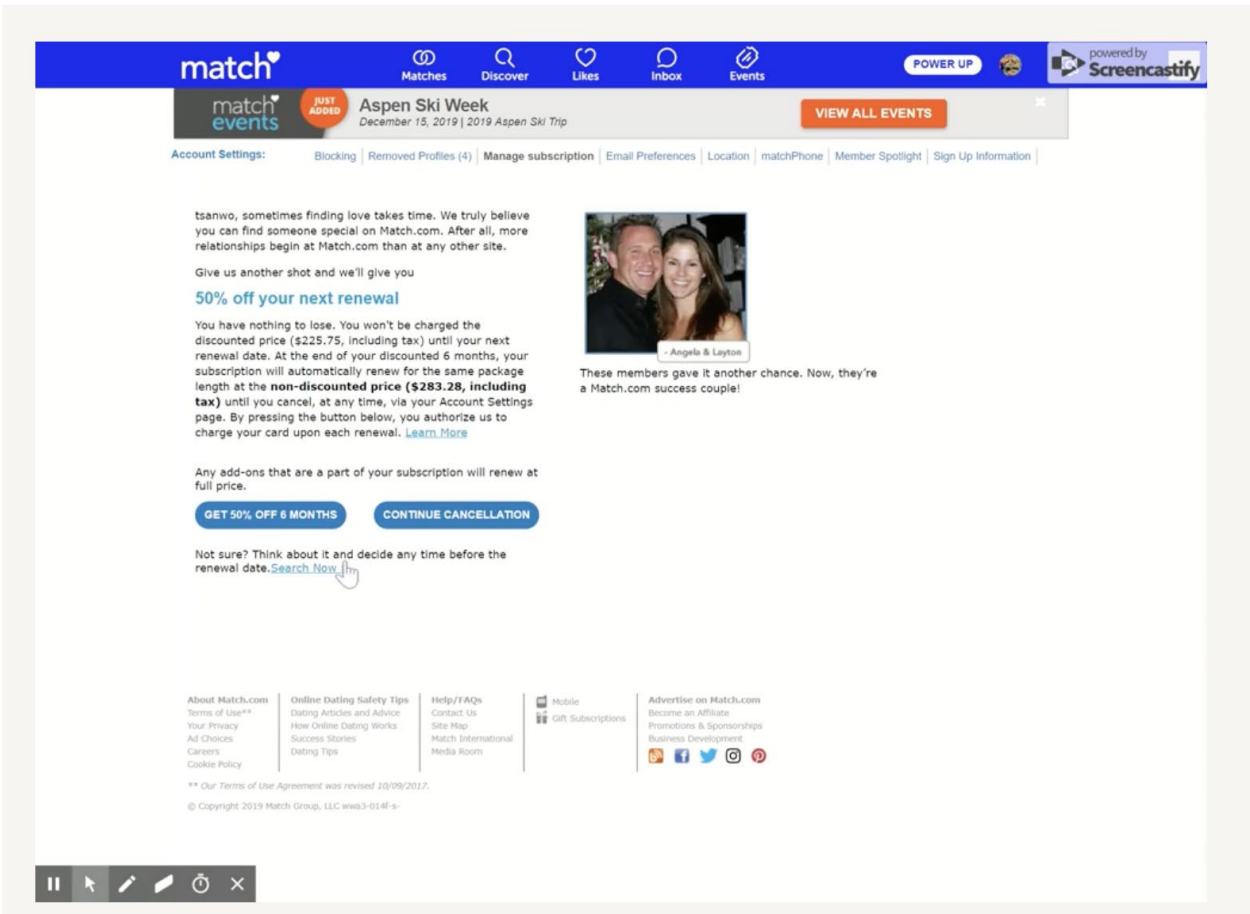 match
Matches
Discover
Likes
Inbox
Events
POWER UP
powered by
Screencastify
match
events
JUST
ADDED
Aspen Ski Week
December 15, 2019 | 2019 Aspen Ski Trip
VIEW ALL EVENTS
Account Settings: Blocking | Removed Profiles (4) | Manage subscription | Email Preferences | Location | matchPhone | Member Spotlight | Sign Up Information |
tsanwo, sometimes finding love takes time. We truly believe
you can find someone special on Match.com. After all, more
relationships begin at Match.com than at any other site.
Give us another shot and we'll give you
50% off your next renewal
You have nothing to lose. You won't be charged the
discounted price ($225.75, including tax) until your next
renewal date. At the end of your discounted 6 months, your
subscription will automatically renew for the same package
length at the non-discounted price ($283.28, including
tax) until you cancel, at any time, via your Account Settings
page. By pressing the button below, you authorize us to
charge your card upon each renewal. Learn More
Any add-ons that are a part of your subscription will renew at
full price.
GET 50% OFF 6 MONTHS
CONTINUE CANCELLATION
Not sure? Think about it and decide any time before the
renewal date.Search Now
- Angela & Layton
These members gave it another chance. Now, they're
a Match.com success couple!
About Match.com
Terms of Use**
Your Privacy
Ad Choices
Careers
Cookie Policy
Online Dating Safety Tips
Dating Articles and Advice
How Online Dating Works
Success Stories
Dating Tips
Help/FAQs
Contact Us
Site Map
Match International
Media Room
Mobile
Gift Subscriptions
Advertise on Match.com
Become an Affiliate
Promotions & Sponsorships
Business Development
** Our Terms of Use Agreement was revised 10/09/2017.
© Copyright 2019 Match Group, LLC wwa3-014f-s-